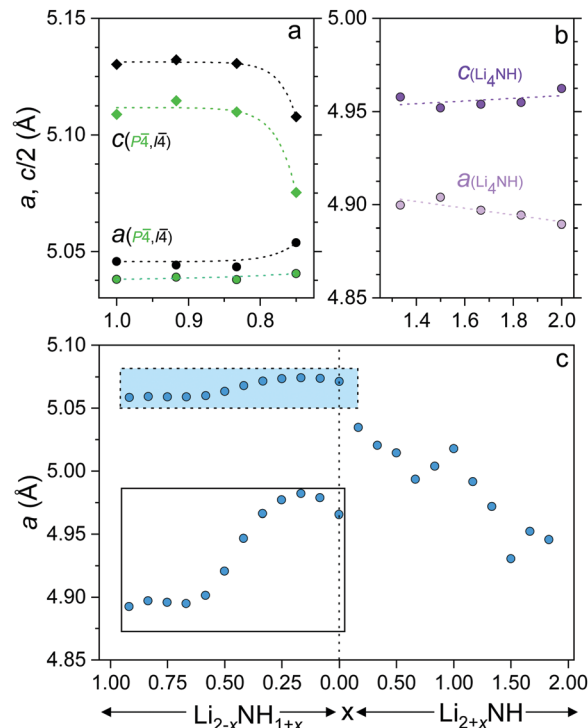 a
b
5.15
5.10
5.05
a, c/2 (Å)
c(P4̅,I4̅)
a(P4̅,I4̅)
1.0
0.9
0.8
5.00
4.95
4.90
4.85
c(Li₄NH)
a(Li₄NH)
1.4
1.6
1.8
2.0
c
5.10
5.05
5.00
4.95
4.90
4.85
a (Å)
1.00 0.75 0.50 0.25 0.00 0.50 1.00 1.50 2.00
Li₂₋ₓNH₁₊ₓ x Li₂₊ₓNH